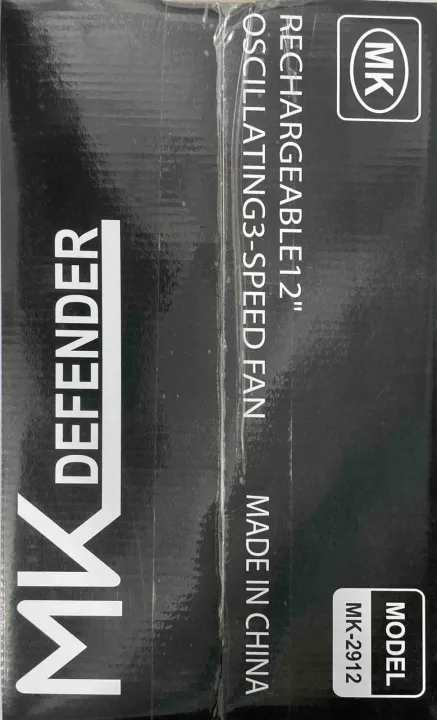 MK
MODEL
MK-2912
RECHARGEABLE12"
OSCILLATING3-SPEED FAN
MADE IN CHINA
MK DEFENDER